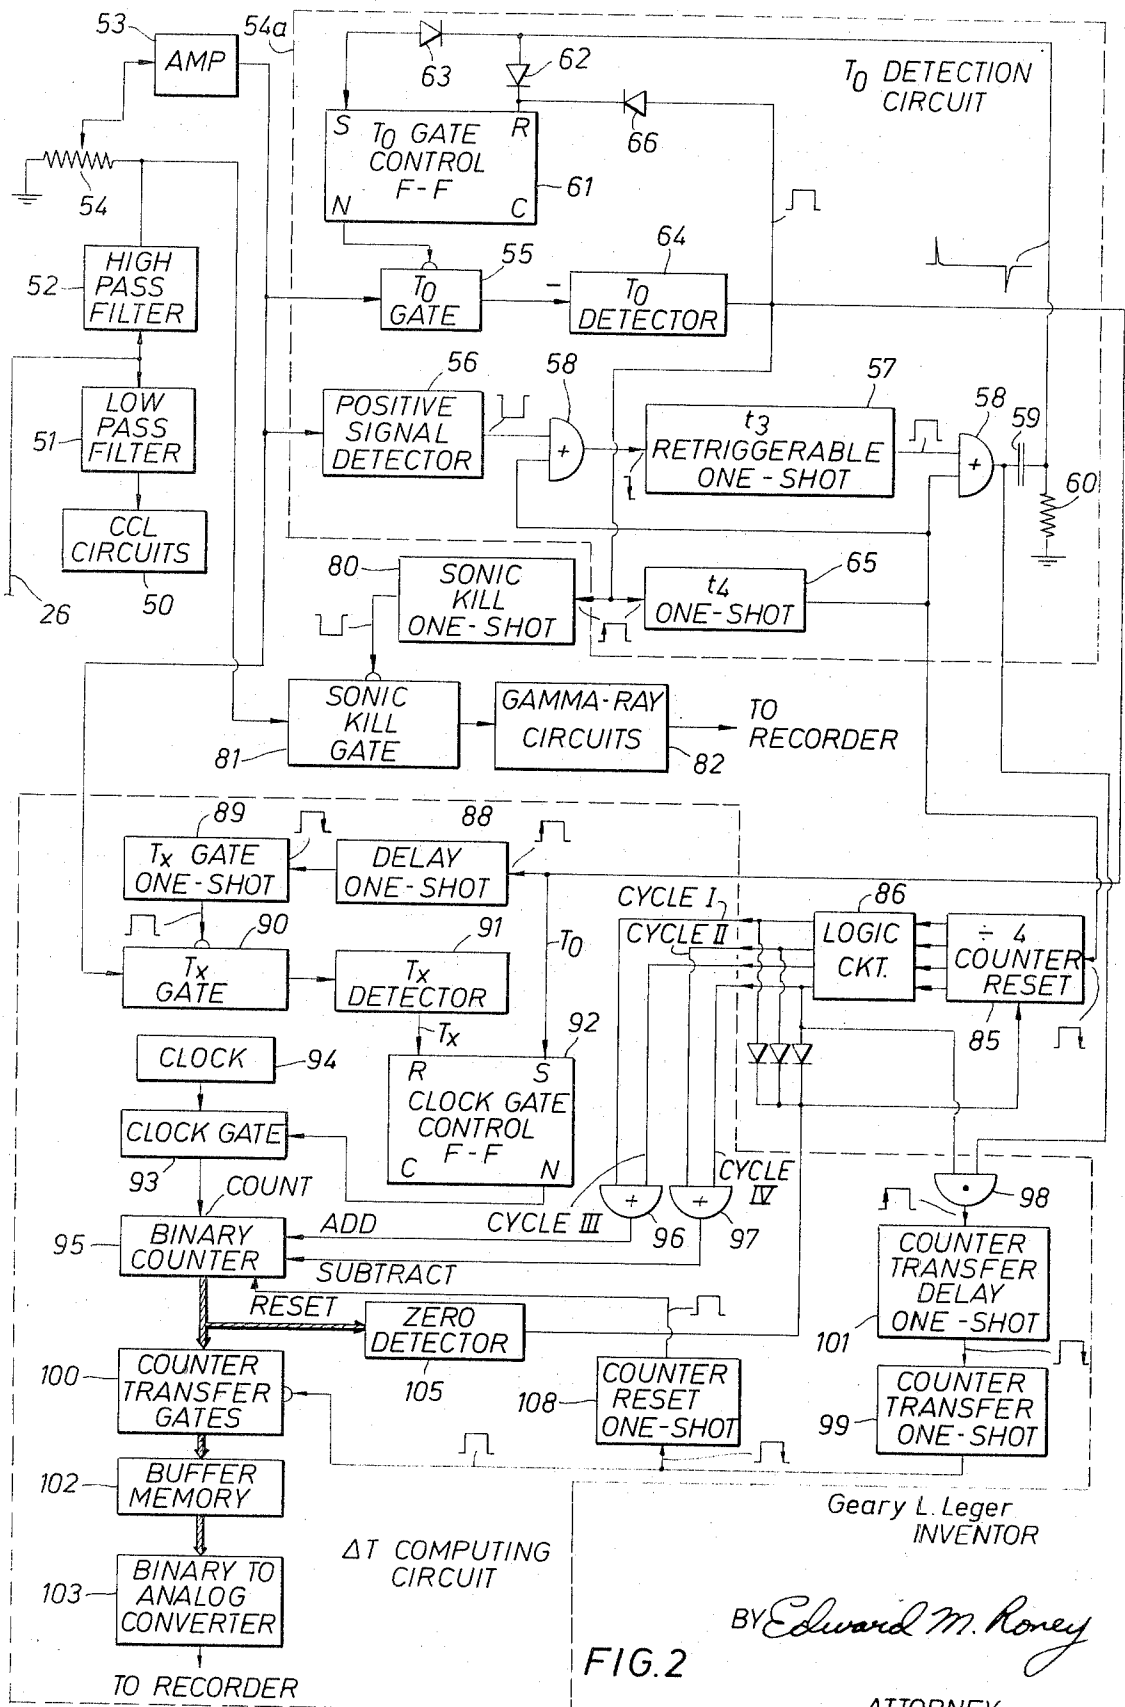 53
AMP
54a
63
62
T0 DETECTION
CIRCUIT
S
R
T0 GATE
CONTROL
F-F
N
C
66
61
54
HIGH
PASS
FILTER
52
55
64
T0
GATE
−
T0
DETECTOR
56
58
57
58
59
LOW
PASS
FILTER
51
POSITIVE
SIGNAL
DETECTOR
+
t3
RETRIGGERABLE
ONE-SHOT
+
60
CCL
CIRCUITS
50
26
80
SONIC
KILL
ONE-SHOT
t4
ONE-SHOT
65
SONIC
KILL
GATE
81
GAMMA-RAY
CIRCUITS
82
TO
RECORDER
89
88
Tx GATE
ONE-SHOT
DELAY
ONE-SHOT
CYCLE I
CYCLE II
86
LOGIC
CKT.
÷ 4
COUNTER
RESET
85
90
91
T0
Tx
GATE
Tx
DETECTOR
Tx
92
CLOCK
94
R
S
CLOCK GATE
CONTROL
F-F
C
N
CLOCK GATE
93
COUNT
CYCLE III
CYCLE
IV
+
96
+
97
·
98
95
BINARY
COUNTER
ADD
SUBTRACT
RESET
ZERO
DETECTOR
105
COUNTER
TRANSFER
DELAY
ONE-SHOT
101
100
COUNTER
TRANSFER
GATES
108
COUNTER
RESET
ONE-SHOT
99
COUNTER
TRANSFER
ONE-SHOT
102
BUFFER
MEMORY
103
BINARY TO
ANALOG
CONVERTER
TO RECORDER
ΔT COMPUTING
CIRCUIT
Geary L. Leger
INVENTOR
BY Edward M. Roney
FIG.2
ATTORNEY